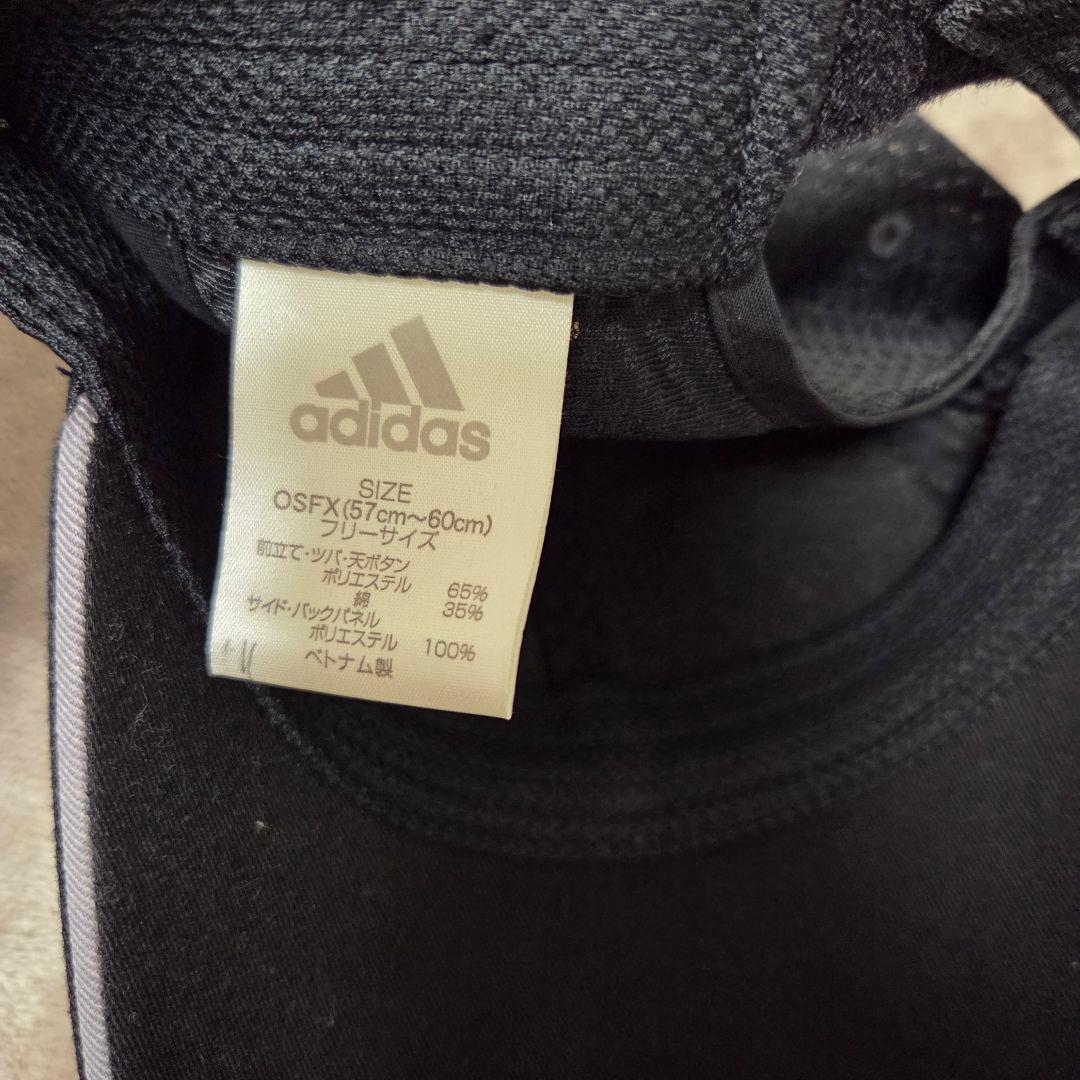 adidas
SIZE
OSFX(57cm〜60cm)
フリーサイズ
前立て・ツバ・天ボタン
ポリエステル 65%
綿 35%
サイド・バックパネル
ポリエステル 100%
ベトナム製